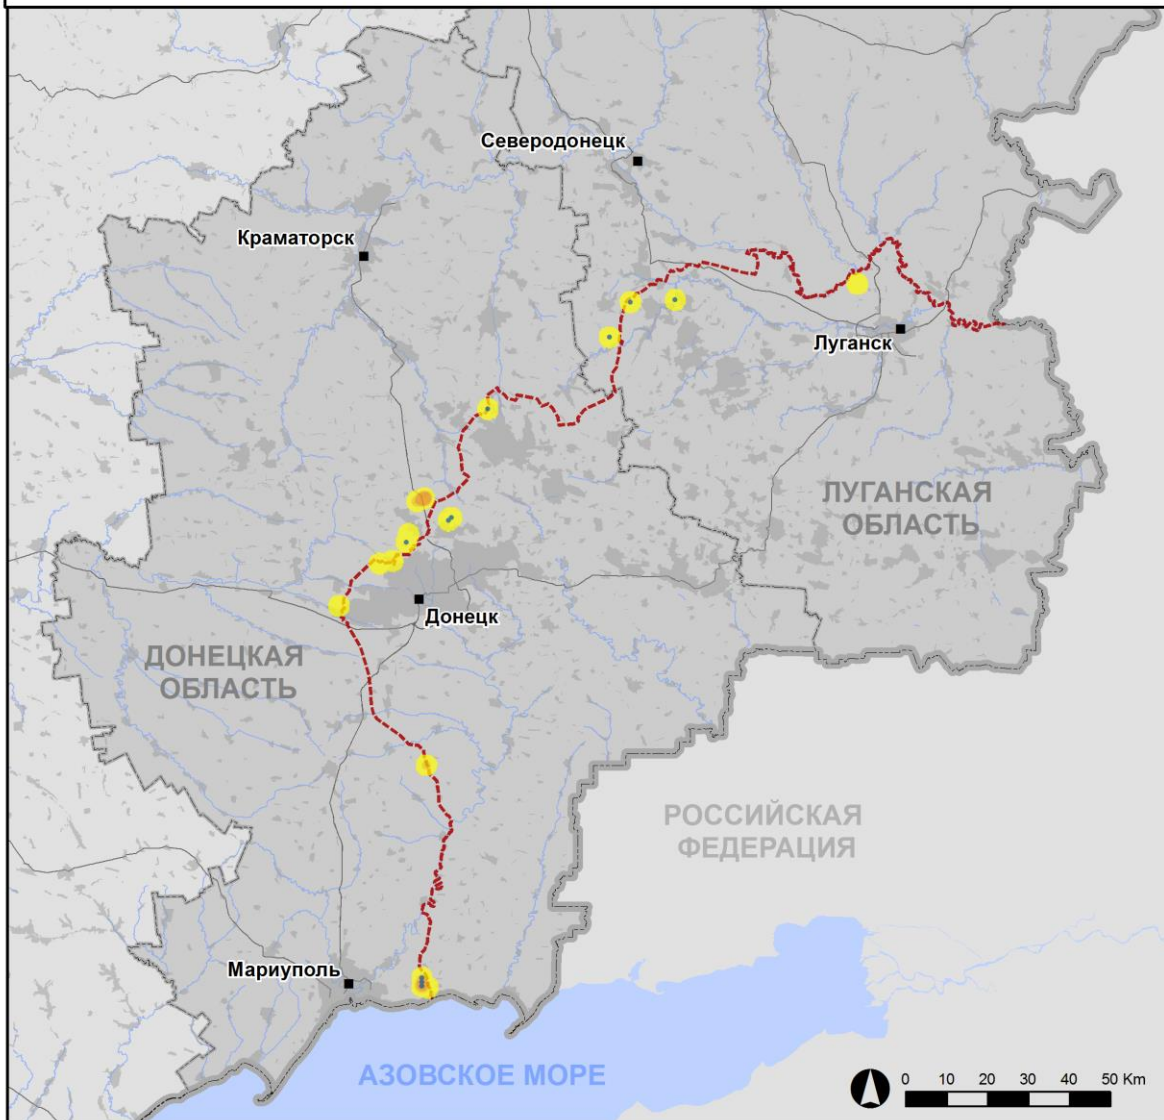 Северодонецк
Краматорск
Луганск
ЛУГАНСКАЯ
ОБЛАСТЬ
Донецк
ДОНЕЦКАЯ
ОБЛАСТЬ
РОССИЙСКАЯ
ФЕДЕРАЦИЯ
Мариуполь
АЗОВСКОЕ МОРЕ
0 10 20 30 40 50 Km